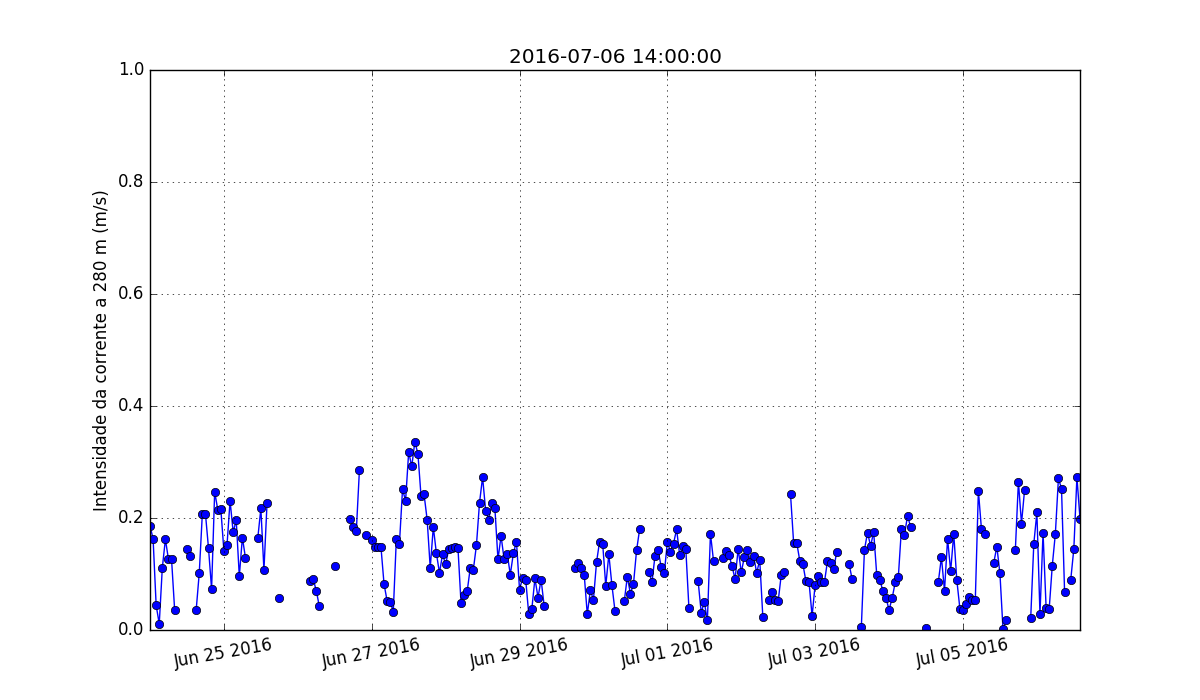 2016-07-06 14:00:00
1.0
0.8
0.6
0.4
0.2
0.0
Intensidade da corrente a 280 m (m/s)
Jun 25 2016
Jun 27 2016
Jun 29 2016
Jul 01 2016
Jul 03 2016
Jul 05 2016